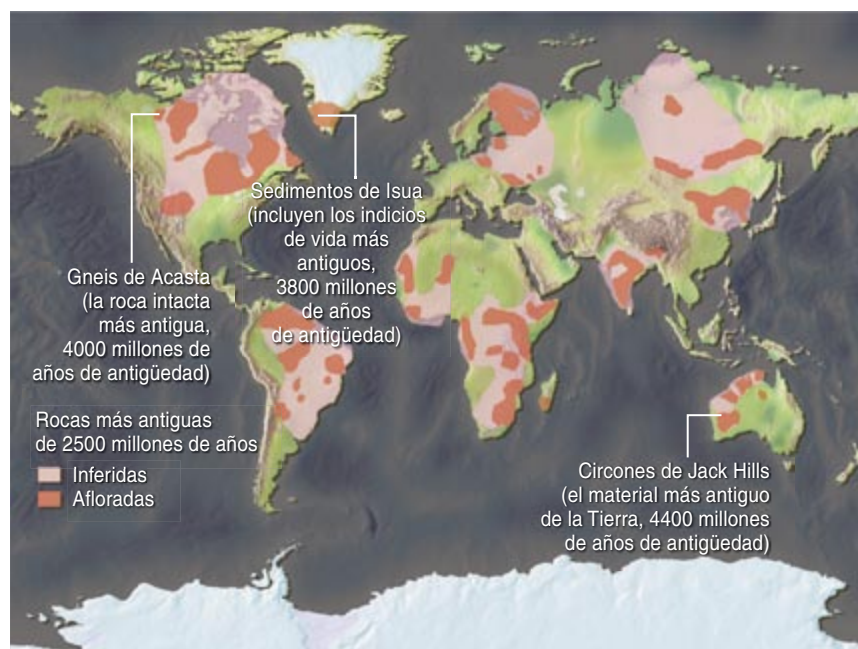 Sedimentos de Isua
(incluyen los indicios
de vida más
antiguos,
3800 millones
de años
de antigüedad)
Gneis de Acasta
(la roca intacta
más antigua,
4000 millones de
años de antigüedad)
Rocas más antiguas
de 2500 millones de años
Inferidas
Afloradas
Circones de Jack Hills
(el material más antiguo
de la Tierra, 4400 millones
de años de antigüedad)